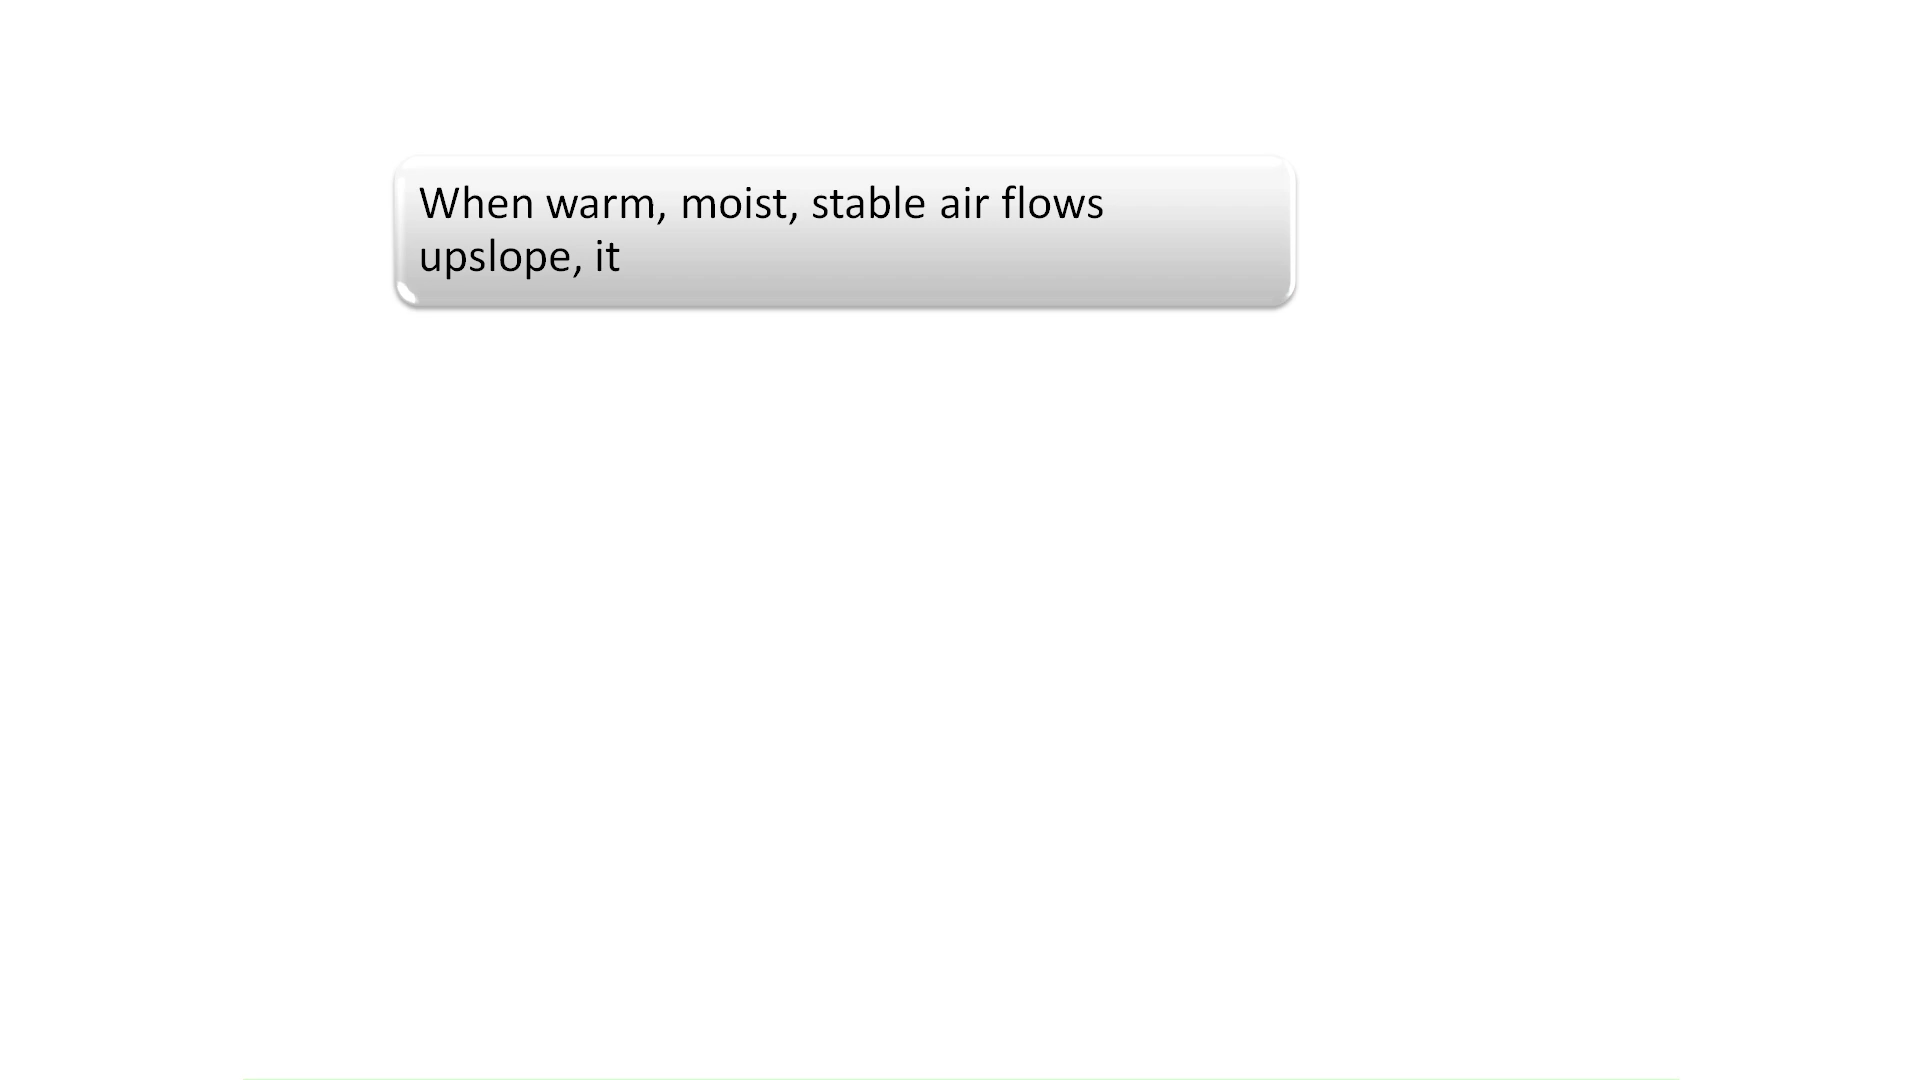 When warm, moist, stable air flows
upslope, it